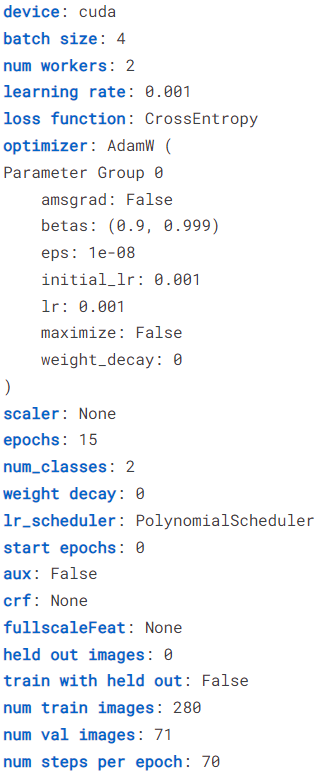 device: cuda
batch size: 4
num workers: 2
learning rate: 0.001
loss function: CrossEntropy
optimizer: AdamW (
Parameter Group 0
    amsgrad: False
    betas: (0.9, 0.999)
    eps: 1e-08
    initial_lr: 0.001
    lr: 0.001
    maximize: False
    weight_decay: 0
)
scaler: None
epochs: 15
num_classes: 2
weight decay: 0
lr_scheduler: PolynomialScheduler
start epochs: 0
aux: False
crf: None
fullscaleFeat: None
held out images: 0
train with held out: False
num train images: 280
num val images: 71
num steps per epoch: 70